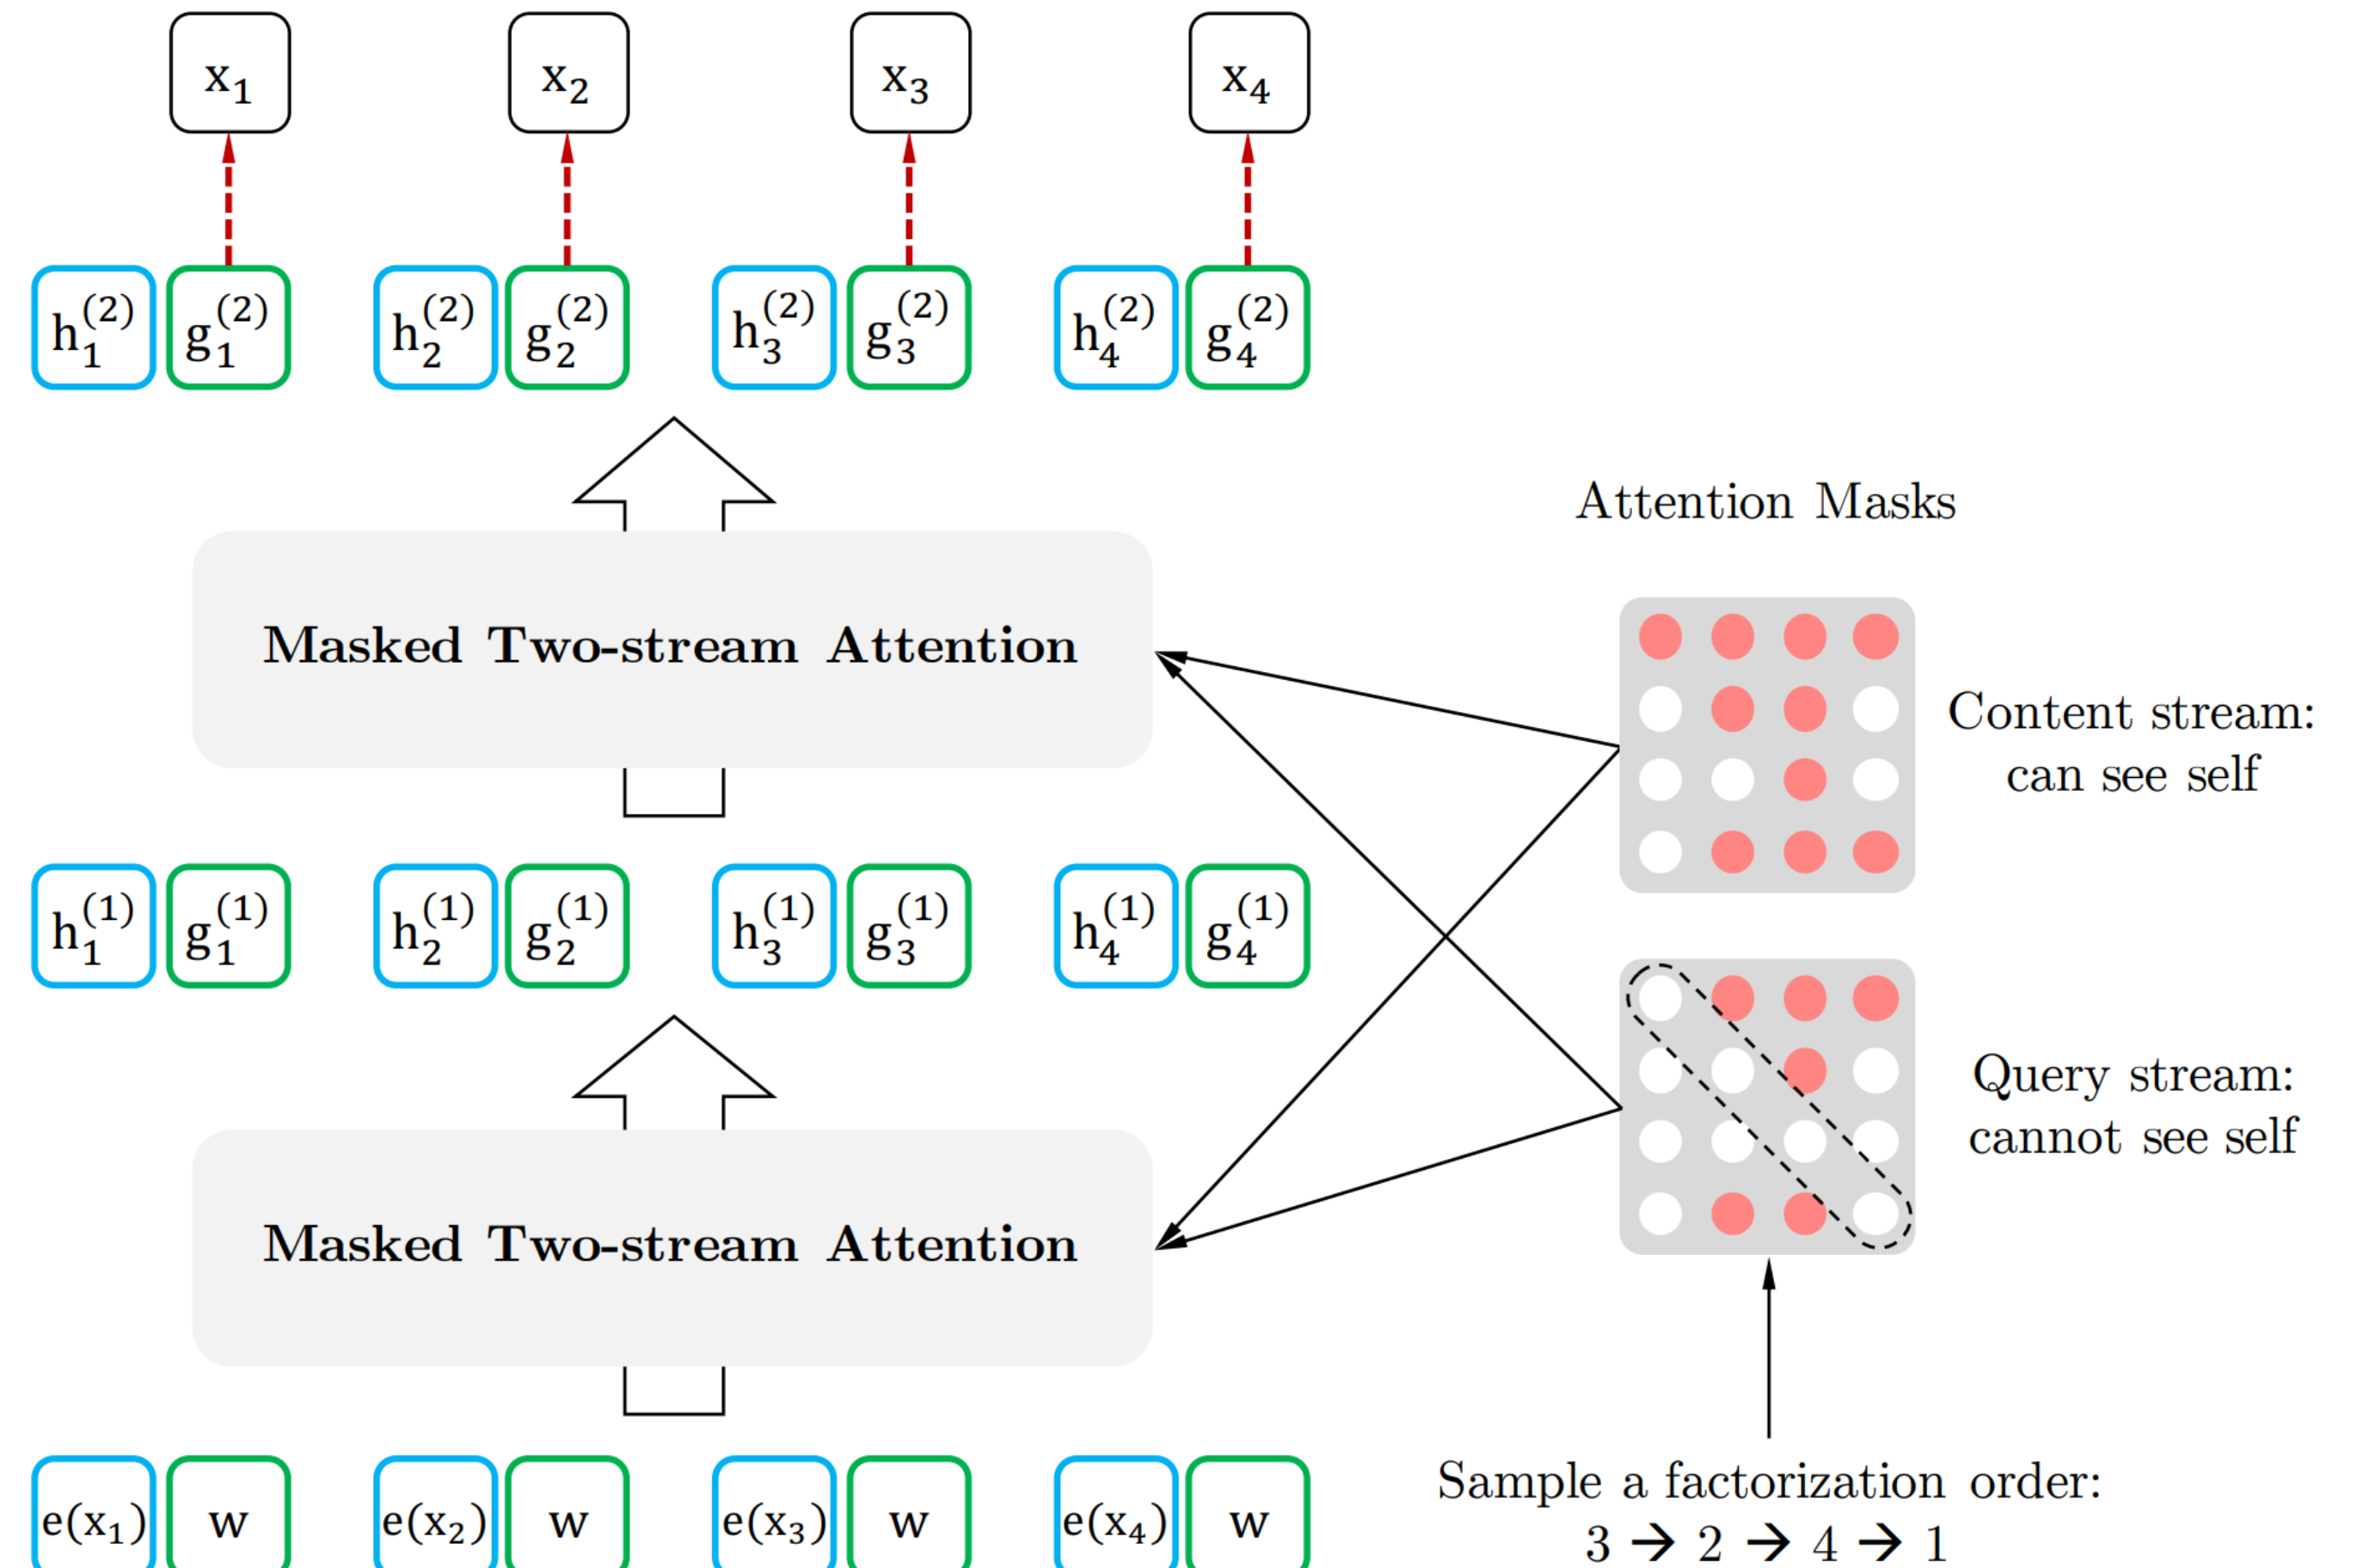 x₁ x₂ x₃ x₄
h₁⁽²⁾ g₁⁽²⁾ h₂⁽²⁾ g₂⁽²⁾ h₃⁽²⁾ g₃⁽²⁾ h₄⁽²⁾ g₄⁽²⁾
Attention Masks
Masked Two-stream Attention
Content stream:
can see self
h₁⁽¹⁾ g₁⁽¹⁾ h₂⁽¹⁾ g₂⁽¹⁾ h₃⁽¹⁾ g₃⁽¹⁾ h₄⁽¹⁾ g₄⁽¹⁾
Query stream:
cannot see self
Masked Two-stream Attention
e(x₁) w e(x₂) w e(x₃) w e(x₄) w
Sample a factorization order:
3 → 2 → 4 → 1